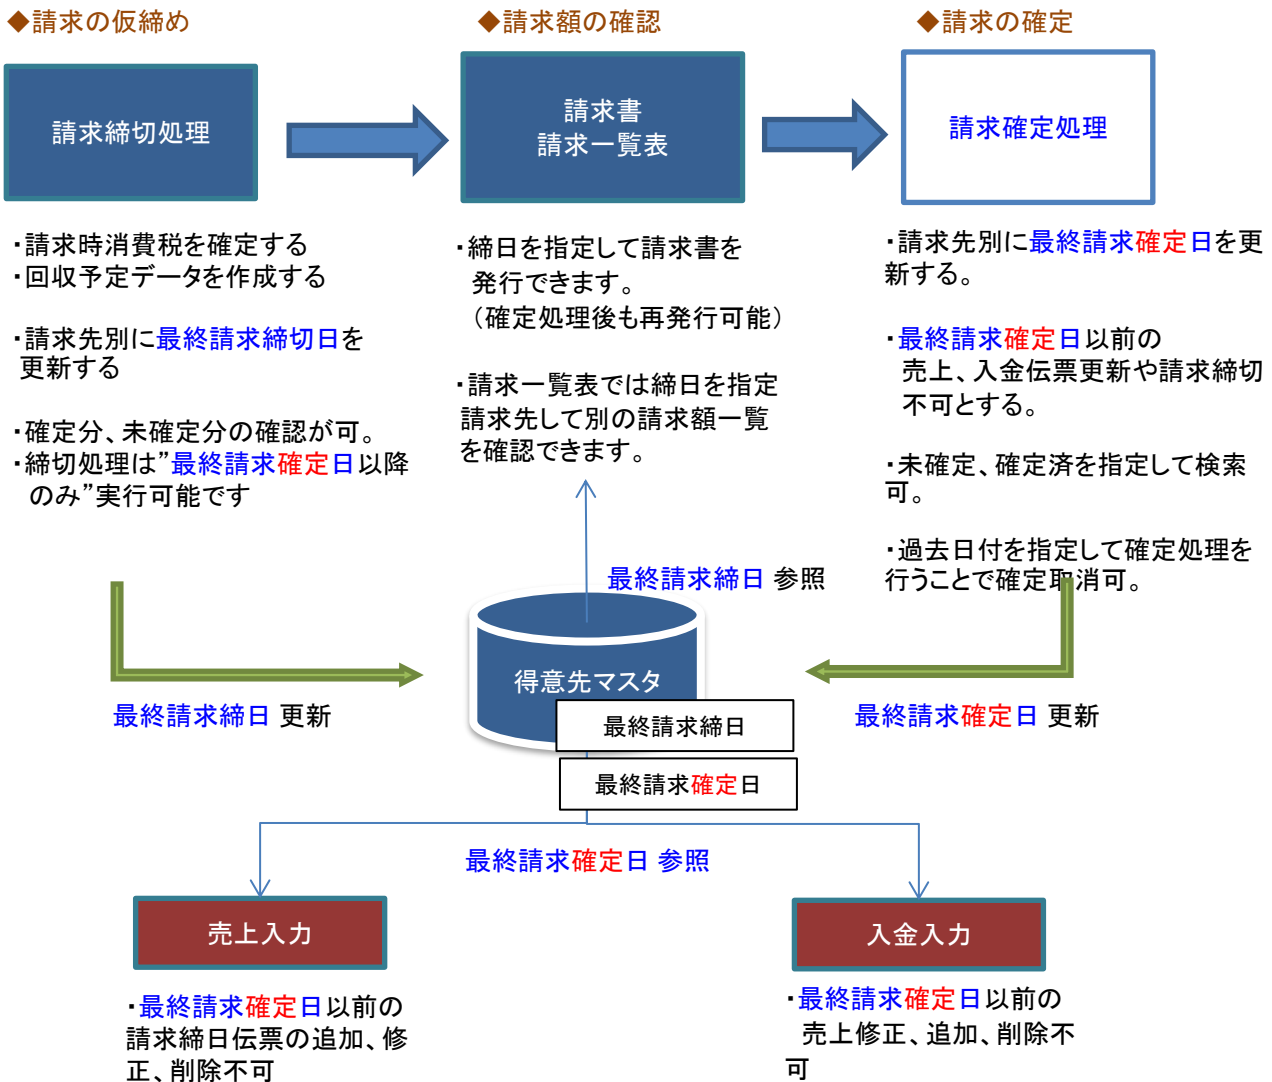 ◆請求の仮締め
請求締切処理
・請求時消費税を確定する
・回収予定データを作成する
・請求先別に最終請求締切日を
更新する
・確定分、未確定分の確認が可。
・締切処理は”最終請求確定日以降
のみ”実行可能です
◆請求額の確認
請求書
請求一覧表
・締日を指定して請求書を
発行できます。
（確定処理後も再発行可能）
・請求一覧表では締日を指定
請求先して別の請求額一覧
を確認できます。
◆請求の確定
請求確定処理
・請求先別に最終請求確定日を更
新する。
・最終請求確定日以前の
売上、入金伝票更新や請求締切
不可とする。
・未確定、確定済を指定して検索
可。
・過去日付を指定して確定処理を
行うことで確定取消可。
最終請求締日 参照
得意先マスタ
最終請求締日
最終請求確定日
最終請求締日 更新
最終請求確定日 更新
最終請求確定日 参照
売上入力
・最終請求確定日以前の
請求締日伝票の追加、修
正、削除不可
入金入力
・最終請求確定日以前の
売上修正、追加、削除不
可